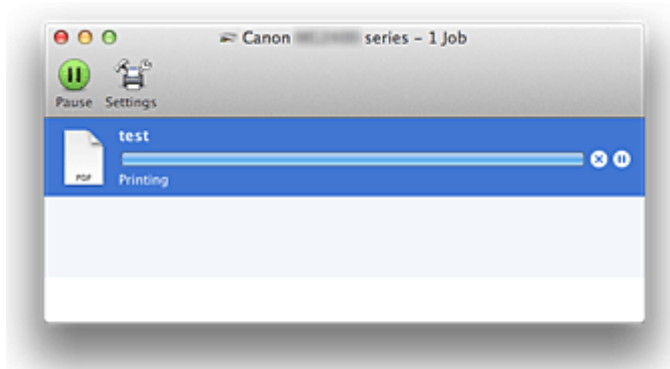 Canon series – 1 Job
Pause Settings
test
PDF
Printing